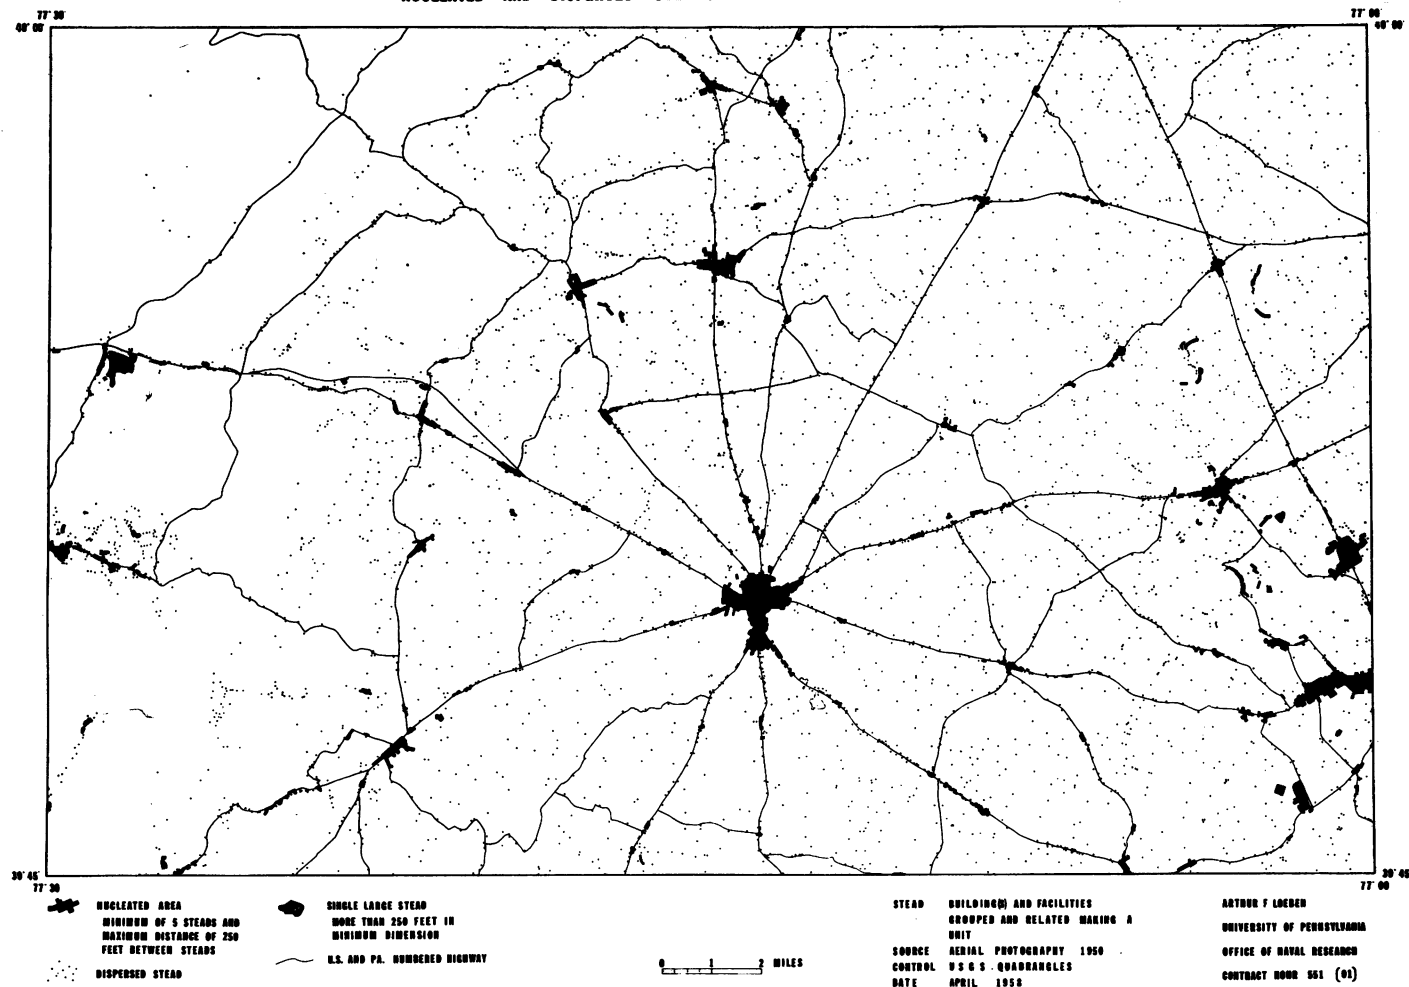 77° 30'
77° 00'
40° 00'
40° 00'
39° 45'
39° 45
77° 30
77° 00
NUCLEATED AREA
MINIMUM OF 5 STEADS AND
MAXIMUM DISTANCE OF 250
FEET BETWEEN STEADS
DISPERSED STEAD
SINGLE LARGE STEAD
MORE THAN 250 FEET IN
MINIMUM DIMENSION
U.S. AND PA. NUMBERED HIGHWAY
0 1 2 MILES
STEAD BUILDING(S) AND FACILITIES
GROUPED AND RELATED MAKING A
UNIT
SOURCE AERIAL PHOTOGRAPHY 1950
CONTROL U S G S . QUADRANGLES
DATE APRIL 1952
ARTHUR F LOEBEN
UNIVERSITY OF PENNSYLVANIA
OFFICE OF NAVAL RESEARCH
CONTRACT NONR 551 (01)